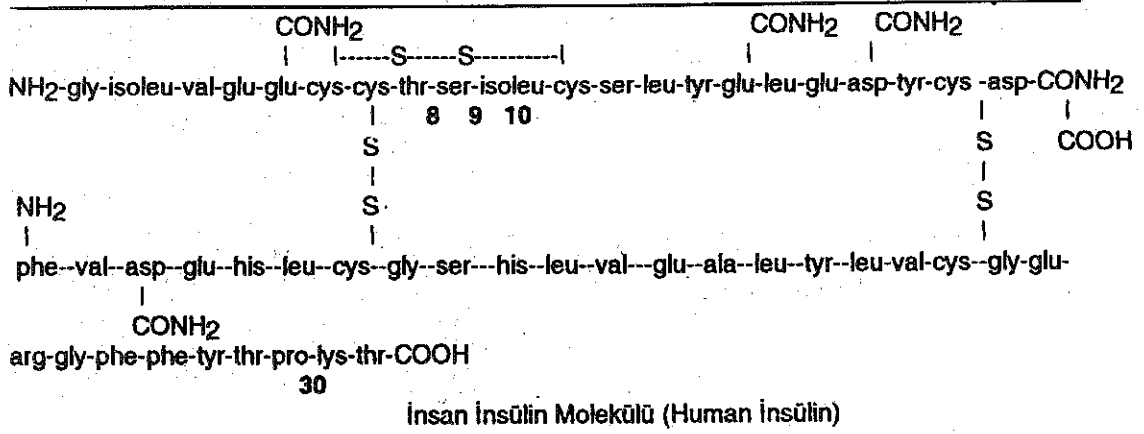 CONH2 CONH2 CONH2
I I------S------S-----------I I I
NH2-gly-isoleu-val-glu-glu-cys-cys-thr-ser-isoleu-cys-ser-leu-tyr-glu-leu-glu-asp-tyr-cys -asp-CONH2
I 8 9 10 I I
S S COOH
I I
NH2 S S
I I I
phe--val--asp--glu--his--leu--cys--gly--ser---his--leu--val---glu--ala--leu--tyr--leu-val-cys--gly-glu-
I
CONH2
arg-gly-phe-phe-tyr-thr-pro-lys-thr-COOH
30
İnsan İnsülin Molekülü (Human İnsülin)